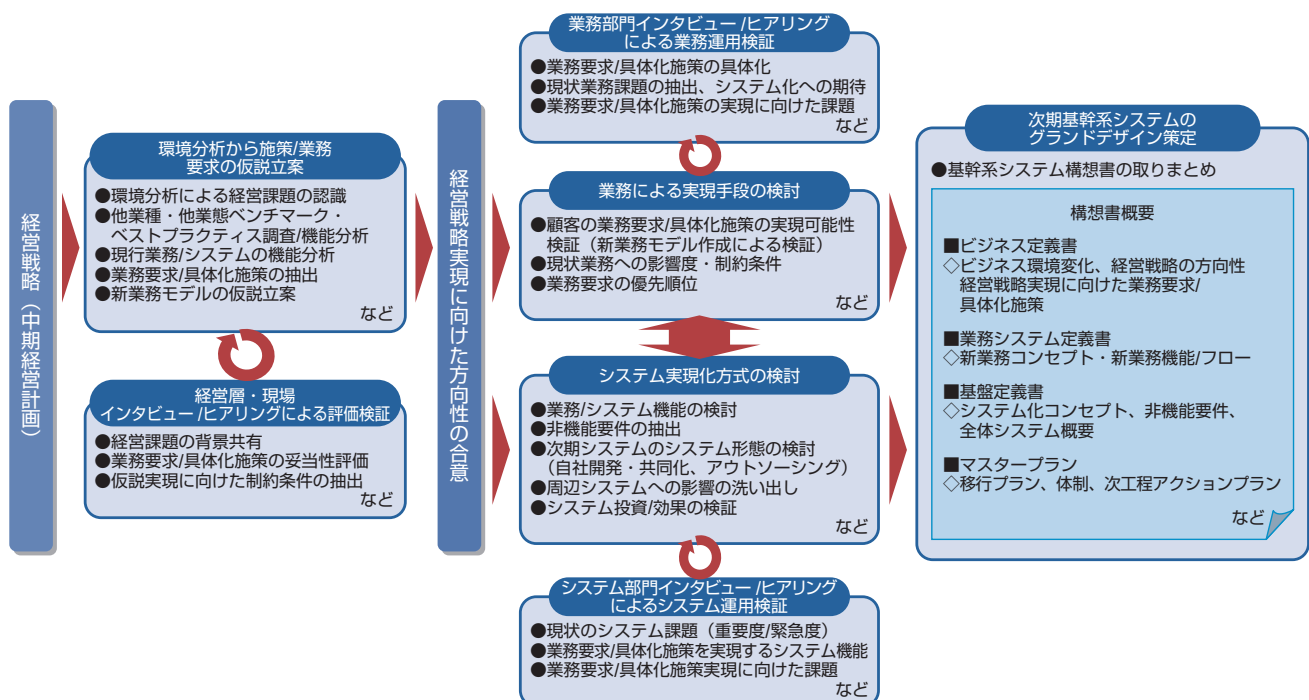 経営戦略（中期経営計画）
環境分析から施策/業務
要求の仮説立案
●環境分析による経営課題の認識
●他業種・他業態ベンチマーク・
ベストプラクティス調査/機能分析
●現行業務/システムの機能分析
●業務要求/具体化施策の抽出
●新業務モデルの仮説立案
など
経営層・現場
インタビュー/ヒアリングによる評価検証
●経営課題の背景共有
●業務要求/具体化施策の妥当性評価
●仮説実現に向けた制約条件の抽出
など
経営戦略実現に向けた方向性の合意
業務部門インタビュー/ヒアリング
による業務運用検証
●業務要求/具体化施策の具体化
●現状業務課題の抽出、システム化への期待
●業務要求/具体化施策の実現に向けた課題
など
業務による実現手段の検討
●顧客の業務要求/具体化施策の実現可能性
検証（新業務モデル作成による検証）
●現状業務への影響度・制約条件
●業務要求の優先順位
など
システム実現化方式の検討
●業務/システム機能の検討
●非機能要件の抽出
●次期システムのシステム形態の検討
（自社開発・共同化、アウトソーシング）
●周辺システムへの影響の洗い出し
●システム投資/効果の検証
など
システム部門インタビュー/ヒアリング
によるシステム運用検証
●現状のシステム課題（重要度/緊急度）
●業務要求/具体化施策を実現するシステム機能
●業務要求/具体化施策実現に向けた課題
など
次期基幹系システムの
グランドデザイン策定
●基幹系システム構想書の取りまとめ
構想書概要
■ビジネス定義書
◇ビジネス環境変化、経営戦略の方向性
経営戦略実現に向けた業務要求/
具体化施策
■業務システム定義書
◇新業務コンセプト・新業務機能/フロー
■基盤定義書
◇システム化コンセプト、非機能要件、
全体システム概要
■マスタープラン
◇移行プラン、体制、次工程アクションプラン
など